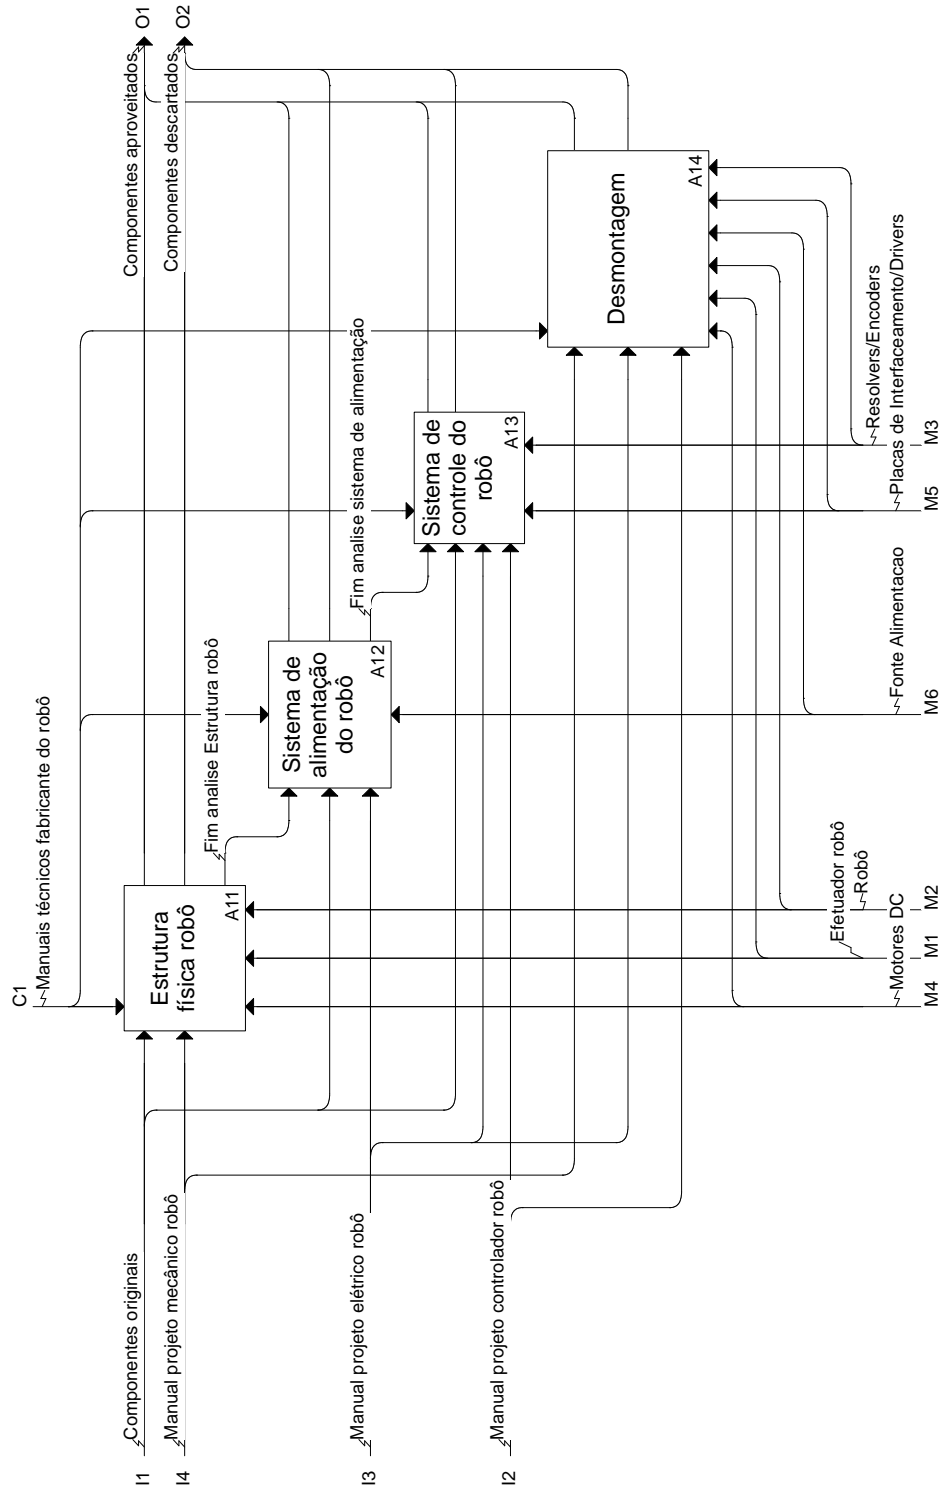 C1
Manuais técnicos fabricante do robô
I1
Componentes originais
I4
Manual projeto mecânico robô
I3
Manual projeto elétrico robô
I2
Manual projeto controlador robô
Estrutura
física robô
A11
Fim analise Estrutura robô
Sistema de
alimentação
do robô
A12
Fim analise sistema de alimentação
Sistema de
controle do
robô
A13
Desmontagem
A14
Componentes aproveitados
O1
Componentes descartados
O2
Motores DC
M4
Efetuador robô
M1
Robô
M2
Fonte Alimentacao
M6
Placas de Interfaceamento/Drivers
M5
Resolvers/Encoders
M3